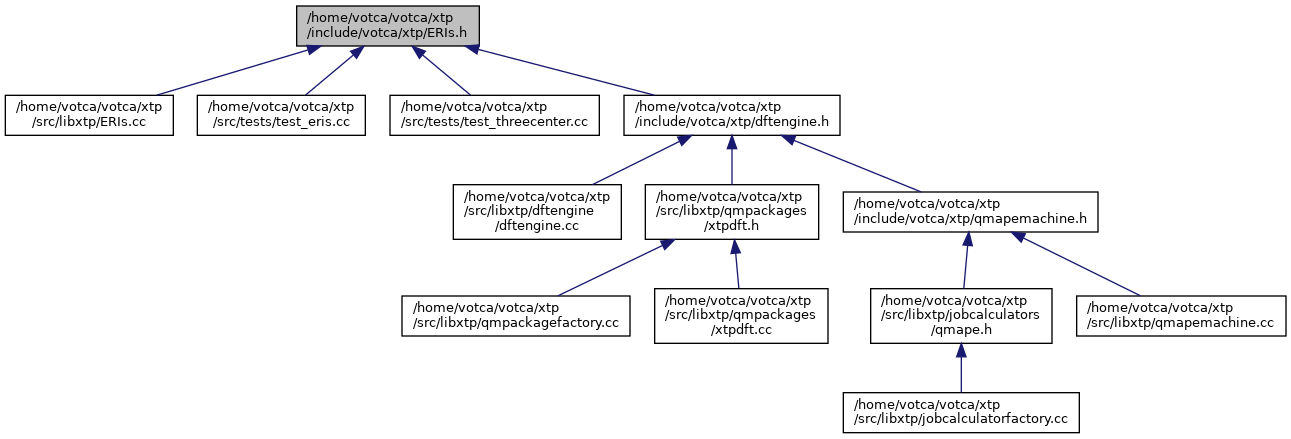 /home/votca/votca/xtp
/include/votca/xtp/ERIs.h
/home/votca/votca/xtp
/src/libxtp/ERIs.cc
/home/votca/votca/xtp
/src/tests/test_eris.cc
/home/votca/votca/xtp
/src/tests/test_threecenter.cc
/home/votca/votca/xtp
/include/votca/xtp/dftengine.h
/home/votca/votca/xtp
/src/libxtp/dftengine
/dftengine.cc
/home/votca/votca/xtp
/src/libxtp/qmpackages
/xtpdft.h
/home/votca/votca/xtp
/include/votca/xtp/qmapemachine.h
/home/votca/votca/xtp
/src/libxtp/qmpackagefactory.cc
/home/votca/votca/xtp
/src/libxtp/qmpackages
/xtpdft.cc
/home/votca/votca/xtp
/src/libxtp/jobcalculators
/qmape.h
/home/votca/votca/xtp
/src/libxtp/qmapemachine.cc
/home/votca/votca/xtp
/src/libxtp/jobcalculatorfactory.cc